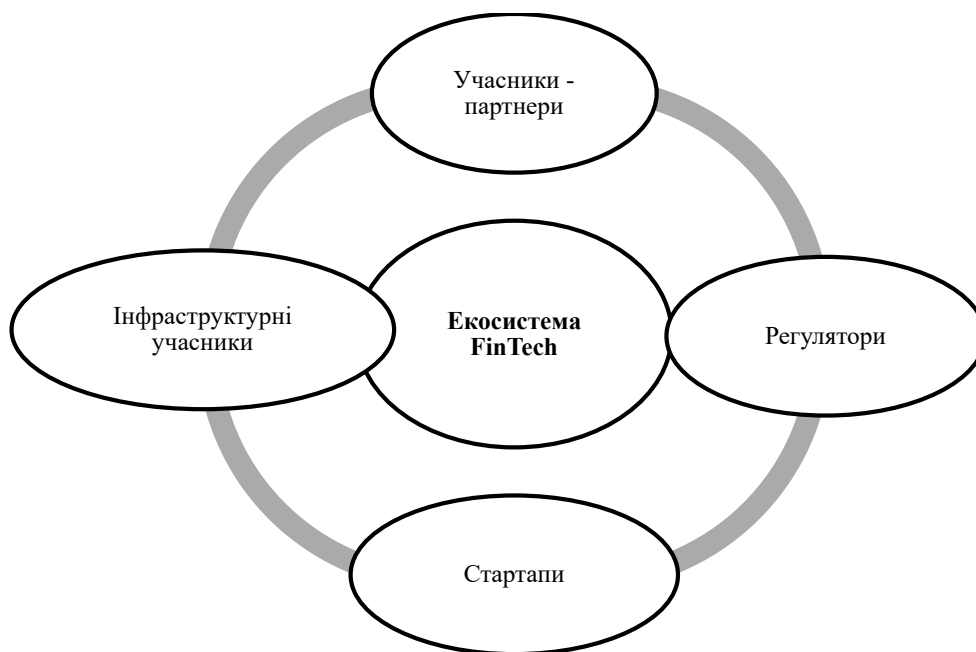 Учасники -
партнери
Інфраструктурні
учасники
Екосистема
FinTech
Регулятори
Стартапи